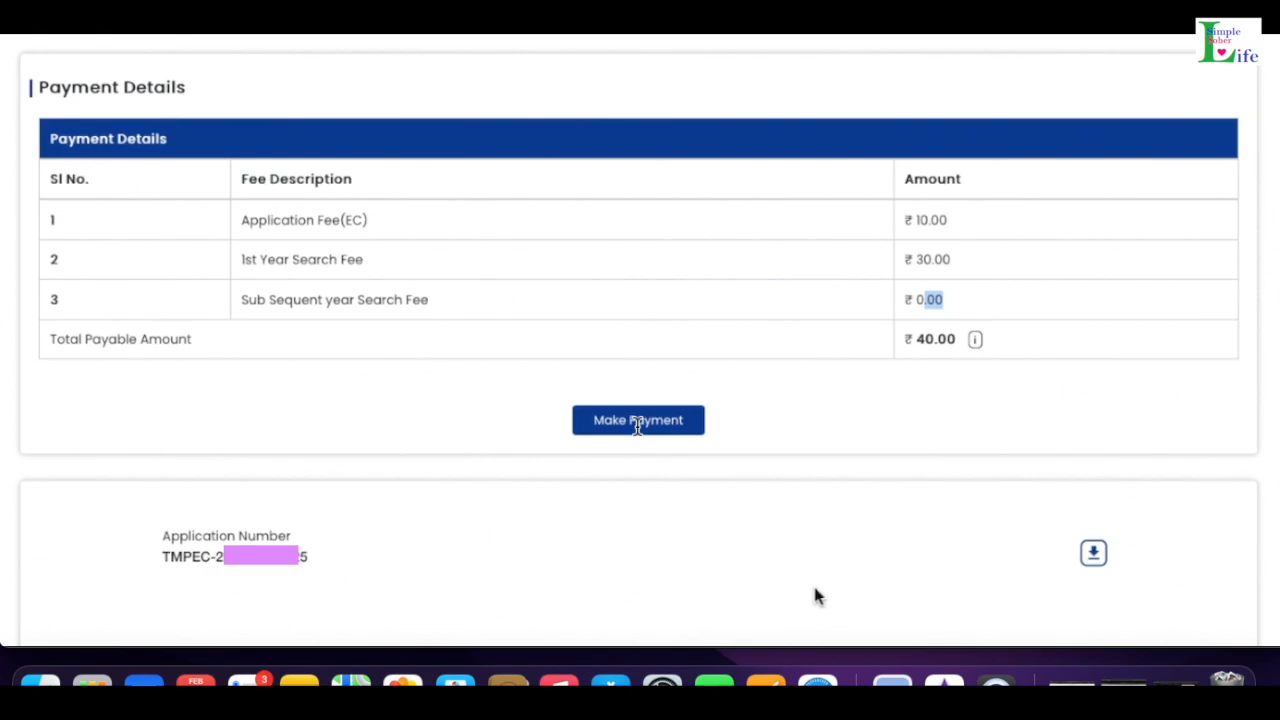 Simple
Sober
Life
Payment Details
Payment Details
Sl No. Fee Description Amount
1 Application Fee(EC) ₹ 10.00
2 1st Year Search Fee ₹ 30.00
3 Sub Sequent year Search Fee ₹ 0.00
Total Payable Amount ₹ 40.00 i
Make Payment
Application Number
TMPEC-2 5
FEB
3